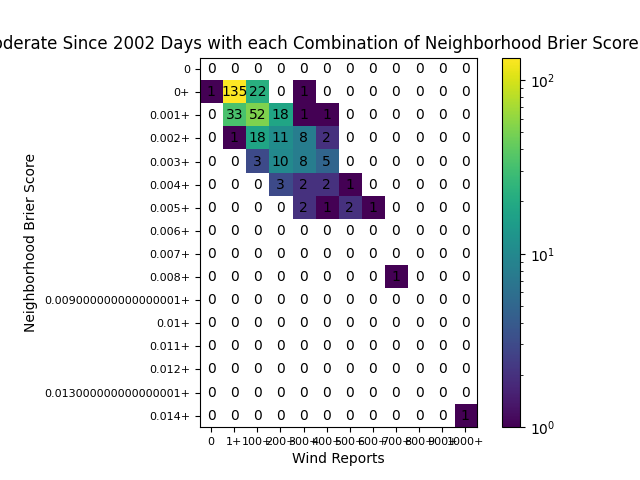 oderate Since 2002 Days with each Combination of Neighborhood Brier Score
Neighborhood Brier Score
0 0 0 0 0 0 0 0 0 0 0 0 0
0+ 1 135 22 0 1 0 0 0 0 0 0 0
0.001+ 0 33 52 18 1 1 0 0 0 0 0 0
0.002+ 0 1 18 11 8 2 0 0 0 0 0 0
0.003+ 0 0 3 10 8 5 0 0 0 0 0 0
0.004+ 0 0 0 3 2 2 1 0 0 0 0 0
0.005+ 0 0 0 0 2 1 2 1 0 0 0 0
0.006+ 0 0 0 0 0 0 0 0 0 0 0 0
0.007+ 0 0 0 0 0 0 0 0 0 0 0 0
0.008+ 0 0 0 0 0 0 0 0 1 0 0 0
0.009000000000000001+ 0 0 0 0 0 0 0 0 0 0 0 0
0.01+ 0 0 0 0 0 0 0 0 0 0 0 0
0.011+ 0 0 0 0 0 0 0 0 0 0 0 0
0.012+ 0 0 0 0 0 0 0 0 0 0 0 0
0.013000000000000001+ 0 0 0 0 0 0 0 0 0 0 0 0
0.014+ 0 0 0 0 0 0 0 0 0 0 0 1
0 1+ 100+ 200+ 300+ 400+ 500+ 600+ 700+ 800+ 900+ 1000+
Wind Reports
10²
10¹
10⁰